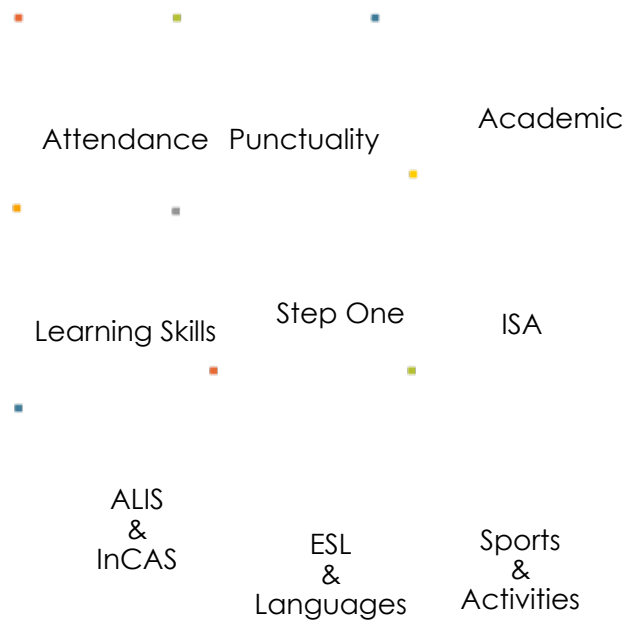 Attendance Punctuality Academic
Learning Skills Step One ISA
ALIS
&
InCAS
ESL
&
Languages
Sports
&
Activities